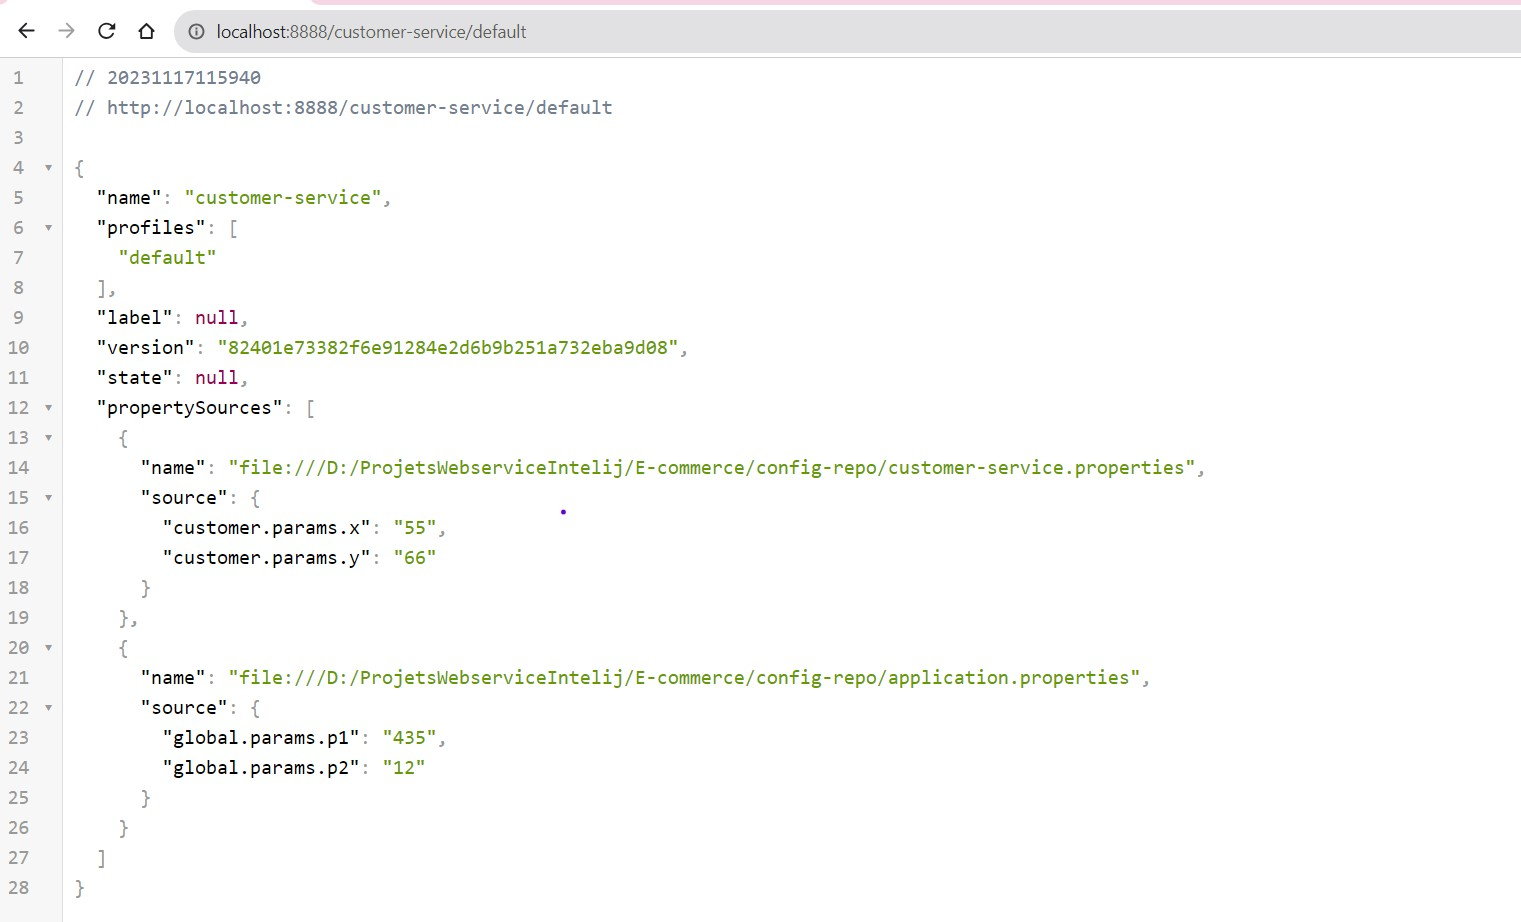 localhost:8888/customer-service/default
1 // 20231117115940
2 // http://localhost:8888/customer-service/default
3
4 {
5 "name": "customer-service",
6 "profiles": [
7 "default"
8 ],
9 "label": null,
10 "version": "82401e73382f6e91284e2d6b9b251a732eba9d08",
11 "state": null,
12 "propertySources": [
13 {
14 "name": "file:///D:/ProjetsWebserviceIntelij/E-commerce/config-repo/customer-service.properties",
15 "source": {
16 "customer.params.x": "55",
17 "customer.params.y": "66"
18 }
19 },
20 {
21 "name": "file:///D:/ProjetsWebserviceIntelij/E-commerce/config-repo/application.properties",
22 "source": {
23 "global.params.p1": "435",
24 "global.params.p2": "12"
25 }
26 }
27 ]
28 }